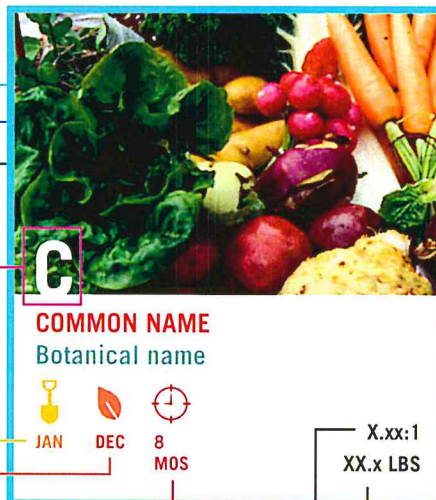 C
COMMON NAME
Botanical name
JAN DEC 8
MOS
X.xx:1
XX.x LBS